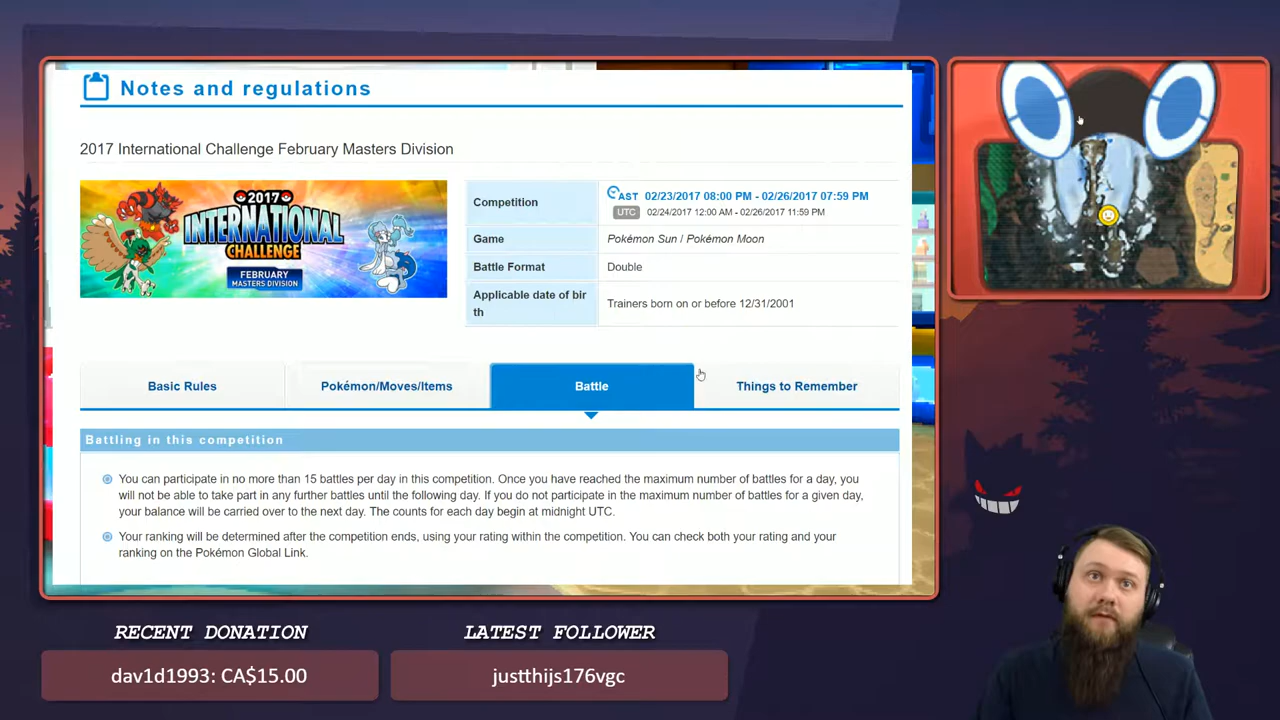 Notes and regulations
2017 International Challenge February Masters Division
2017
INTERNATIONAL
CHALLENGE
FEBRUARY
MASTERS DIVISION
Competition
AST 02/23/2017 08:00 PM - 02/26/2017 07:59 PM
UTC 02/24/2017 12:00 AM - 02/26/2017 11:59 PM
Game
Pokémon Sun / Pokémon Moon
Battle Format
Double
Applicable date of bir
th
Trainers born on or before 12/31/2001
Basic Rules
Pokémon/Moves/Items
Battle
Things to Remember
Battling in this competition
You can participate in no more than 15 battles per day in this competition. Once you have reached the maximum number of battles for a day, you
will not be able to take part in any further battles until the following day. If you do not participate in the maximum number of battles for a given day,
your balance will be carried over to the next day. The counts for each day begin at midnight UTC.
Your ranking will be determined after the competition ends, using your rating within the competition. You can check both your rating and your
ranking on the Pokémon Global Link.
RECENT DONATION
dav1d1993: CA$15.00
LATEST FOLLOWER
justthijs176vgc